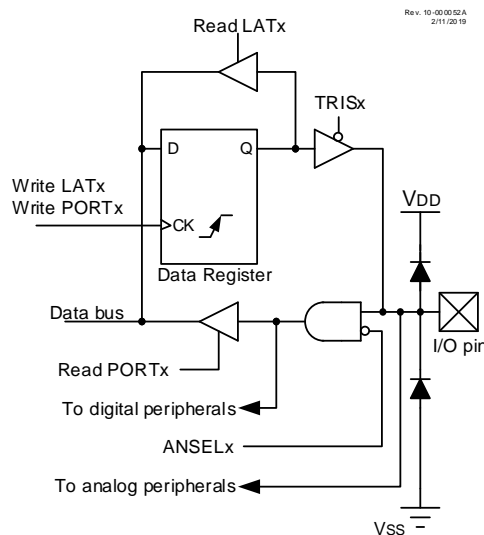 Rev. 10-000052A
2/11/2019
Read LATx
TRISx
D
Q
Write LATx
Write PORTx
CK
VDD
Data Register
Data bus
I/O pin
Read PORTx
To digital peripherals
ANSELx
To analog peripherals
VSS